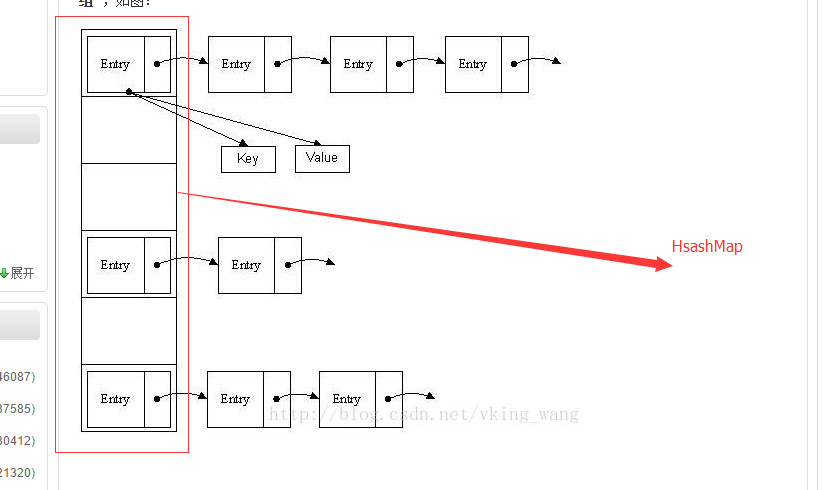 组"，如图：
Entry Entry Entry Entry
Key Value
HsashMap
Entry Entry
展开
46087)
Entry Entry Entry
37585)
http://blog.csdn.net/vking_wang
30412)
21320)